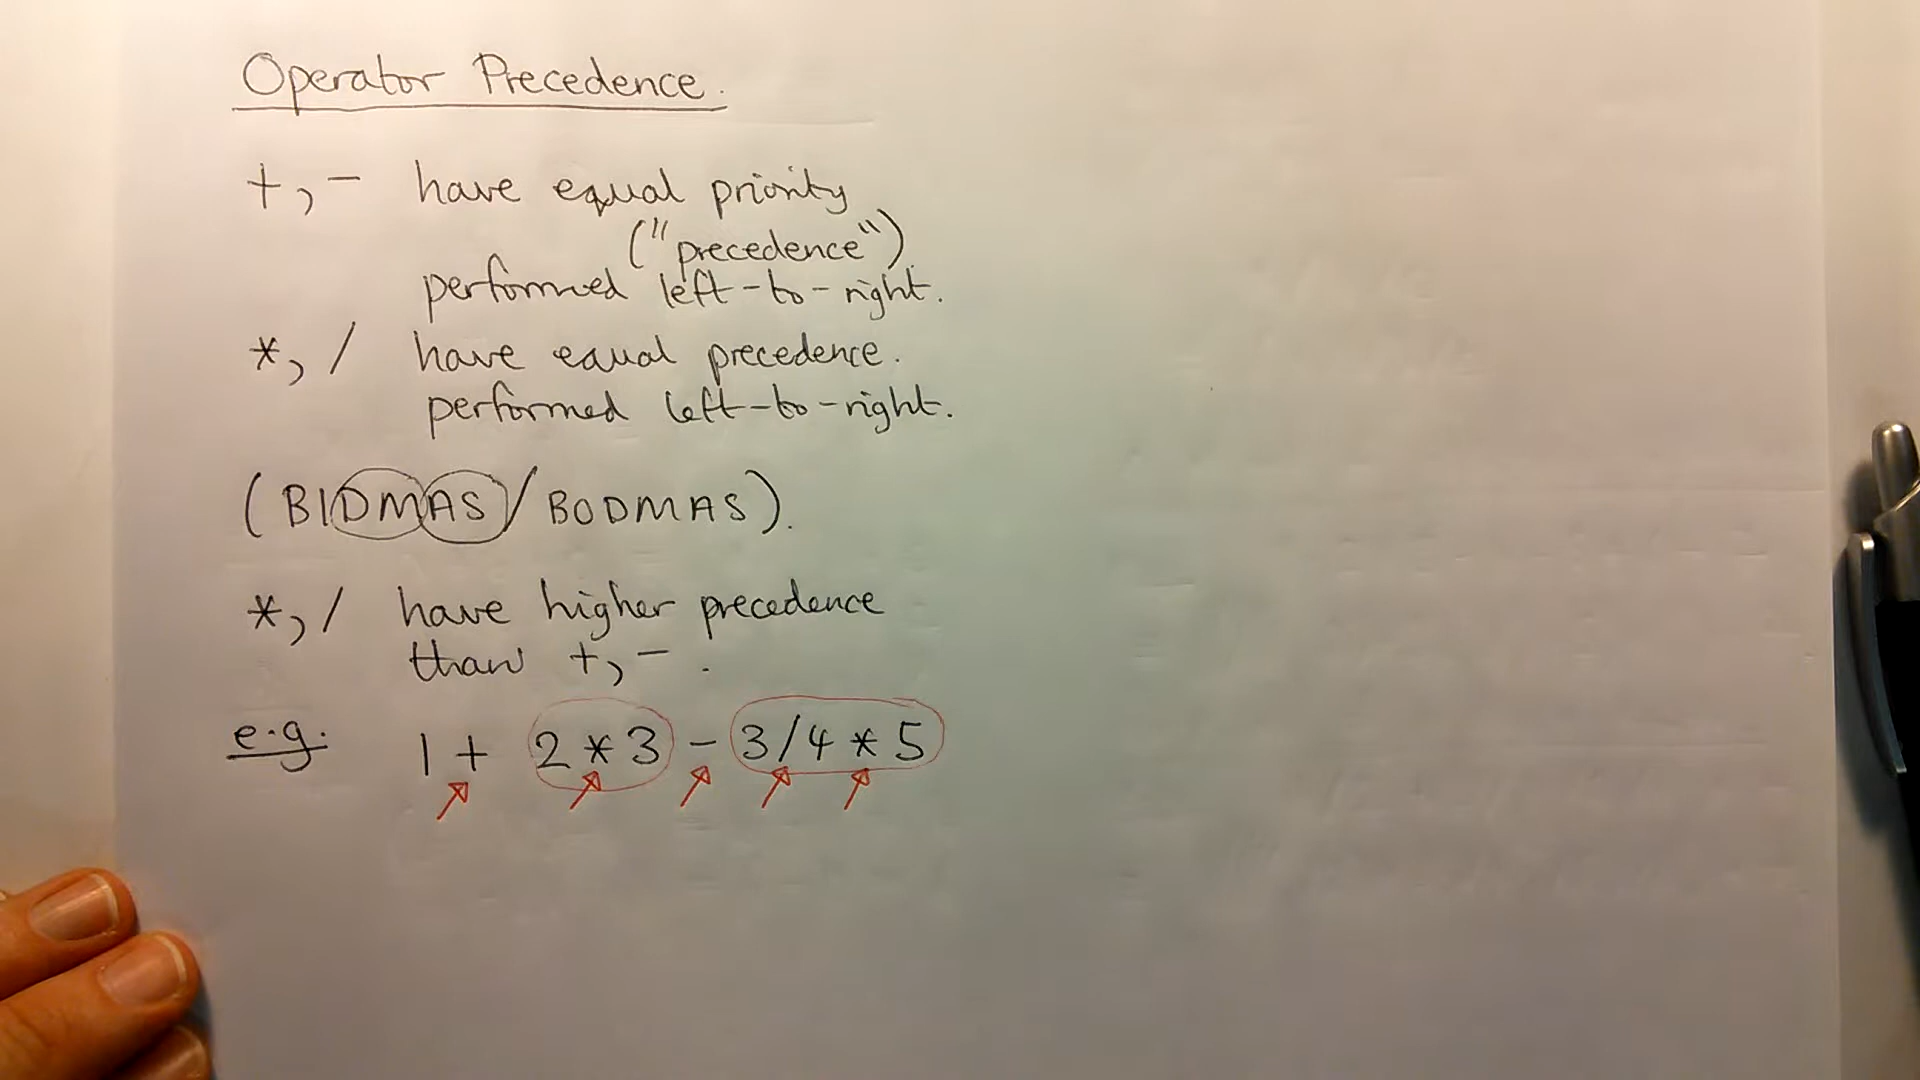 Operator Precedence.
+, - have equal priority
("precedence")
performed left-to-right.
*, / have equal precedence.
performed left-to-right.
(BIDMAS/BODMAS).
*, / have higher precedence
than +, - .
e.g. 1 + 2 * 3 - 3/4 * 5